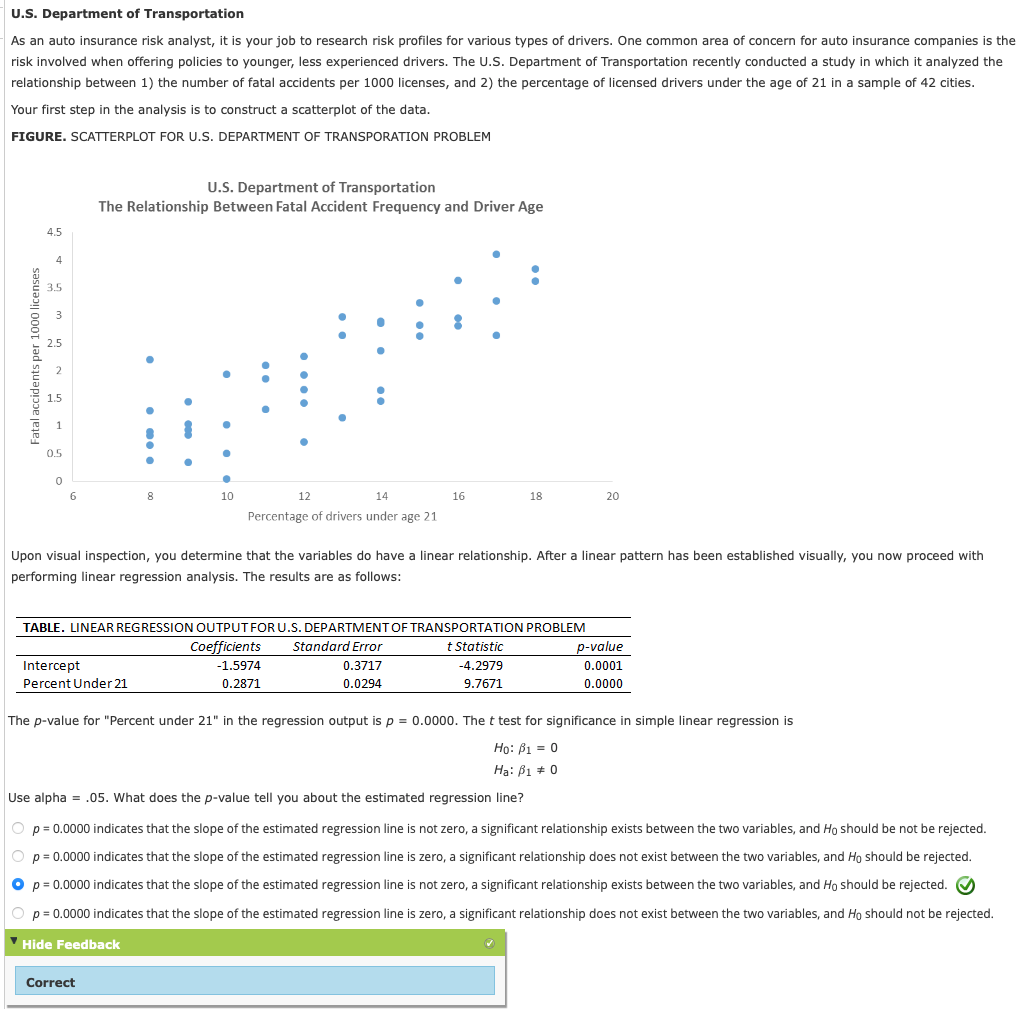 U.S. Department of Transportation
As an auto insurance risk analyst, it is your job to research risk profiles for various types of drivers. One common area of concern for auto insurance companies is the
risk involved when offering policies to younger, less experienced drivers. The U.S. Department of Transportation recently conducted a study in which it analyzed the
relationship between 1) the number of fatal accidents per 1000 licenses, and 2) the percentage of licensed drivers under the age of 21 in a sample of 42 cities.
Your first step in the analysis is to construct a scatterplot of the data.
FIGURE. SCATTERPLOT FOR U.S. DEPARTMENT OF TRANSPORATION PROBLEM
U.S. Department of Transportation
The Relationship Between Fatal Accident Frequency and Driver Age
Fatal accidents per 1000 licenses
4.5
4
3.5
3
2.5
2
1.5
1
0.5
0
6 8 10 12 14 16 18 20
Percentage of drivers under age 21
Upon visual inspection, you determine that the variables do have a linear relationship. After a linear pattern has been established visually, you now proceed with
performing linear regression analysis. The results are as follows:
TABLE. LINEAR REGRESSION OUTPUT FOR U.S. DEPARTMENT OF TRANSPORTATION PROBLEM
Coefficients Standard Error t Statistic p-value
Intercept -1.5974 0.3717 -4.2979 0.0001
Percent Under 21 0.2871 0.0294 9.7671 0.0000
The p-value for "Percent under 21" in the regression output is p = 0.0000. The t test for significance in simple linear regression is
H0: β1 = 0
Ha: β1 ≠ 0
Use alpha = .05. What does the p-value tell you about the estimated regression line?
p = 0.0000 indicates that the slope of the estimated regression line is not zero, a significant relationship exists between the two variables, and H0 should be not be rejected.
p = 0.0000 indicates that the slope of the estimated regression line is zero, a significant relationship does not exist between the two variables, and H0 should be rejected.
p = 0.0000 indicates that the slope of the estimated regression line is not zero, a significant relationship exists between the two variables, and H0 should be rejected.
p = 0.0000 indicates that the slope of the estimated regression line is zero, a significant relationship does not exist between the two variables, and H0 should not be rejected.
Hide Feedback
Correct